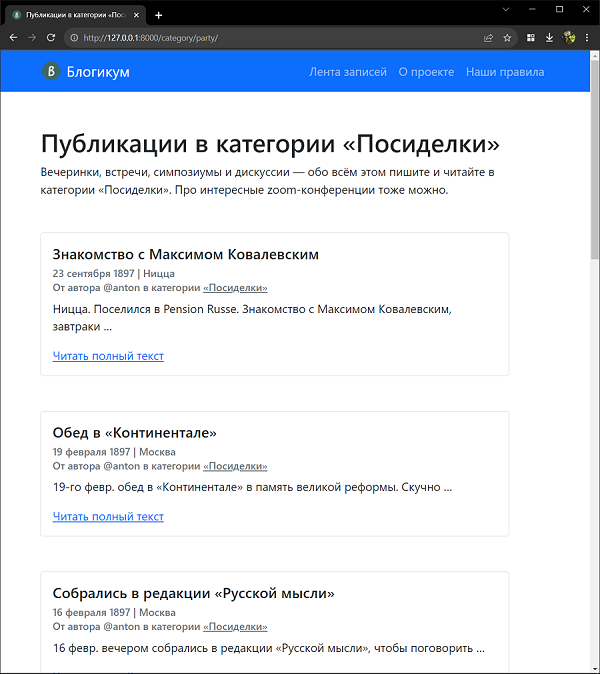 Публикации в категории «Пос
http://127.0.0.1:8000/category/party/
B Блогикум
Лента записей О проекте Наши правила
Публикации в категории «Посиделки»
Вечеринки, встречи, симпозиумы и дискуссии — обо всём этом пишите и читайте в
категории «Посиделки». Про интересные zoom-конференции тоже можно.
Знакомство с Максимом Ковалевским
23 сентября 1897 | Ницца
От автора @anton в категории «Посиделки»
Ницца. Поселился в Pension Russe. Знакомство с Максимом Ковалевским,
завтраки ...
Читать полный текст
Обед в «Континентале»
19 февраля 1897 | Москва
От автора @anton в категории «Посиделки»
19-го февр. обед в «Континентале» в память великой реформы. Скучно ...
Читать полный текст
Собрались в редакции «Русской мысли»
16 февраля 1897 | Москва
От автора @anton в категории «Посиделки»
16 февр. вечером собрались в редакции «Русской мысли», чтобы поговорить ...